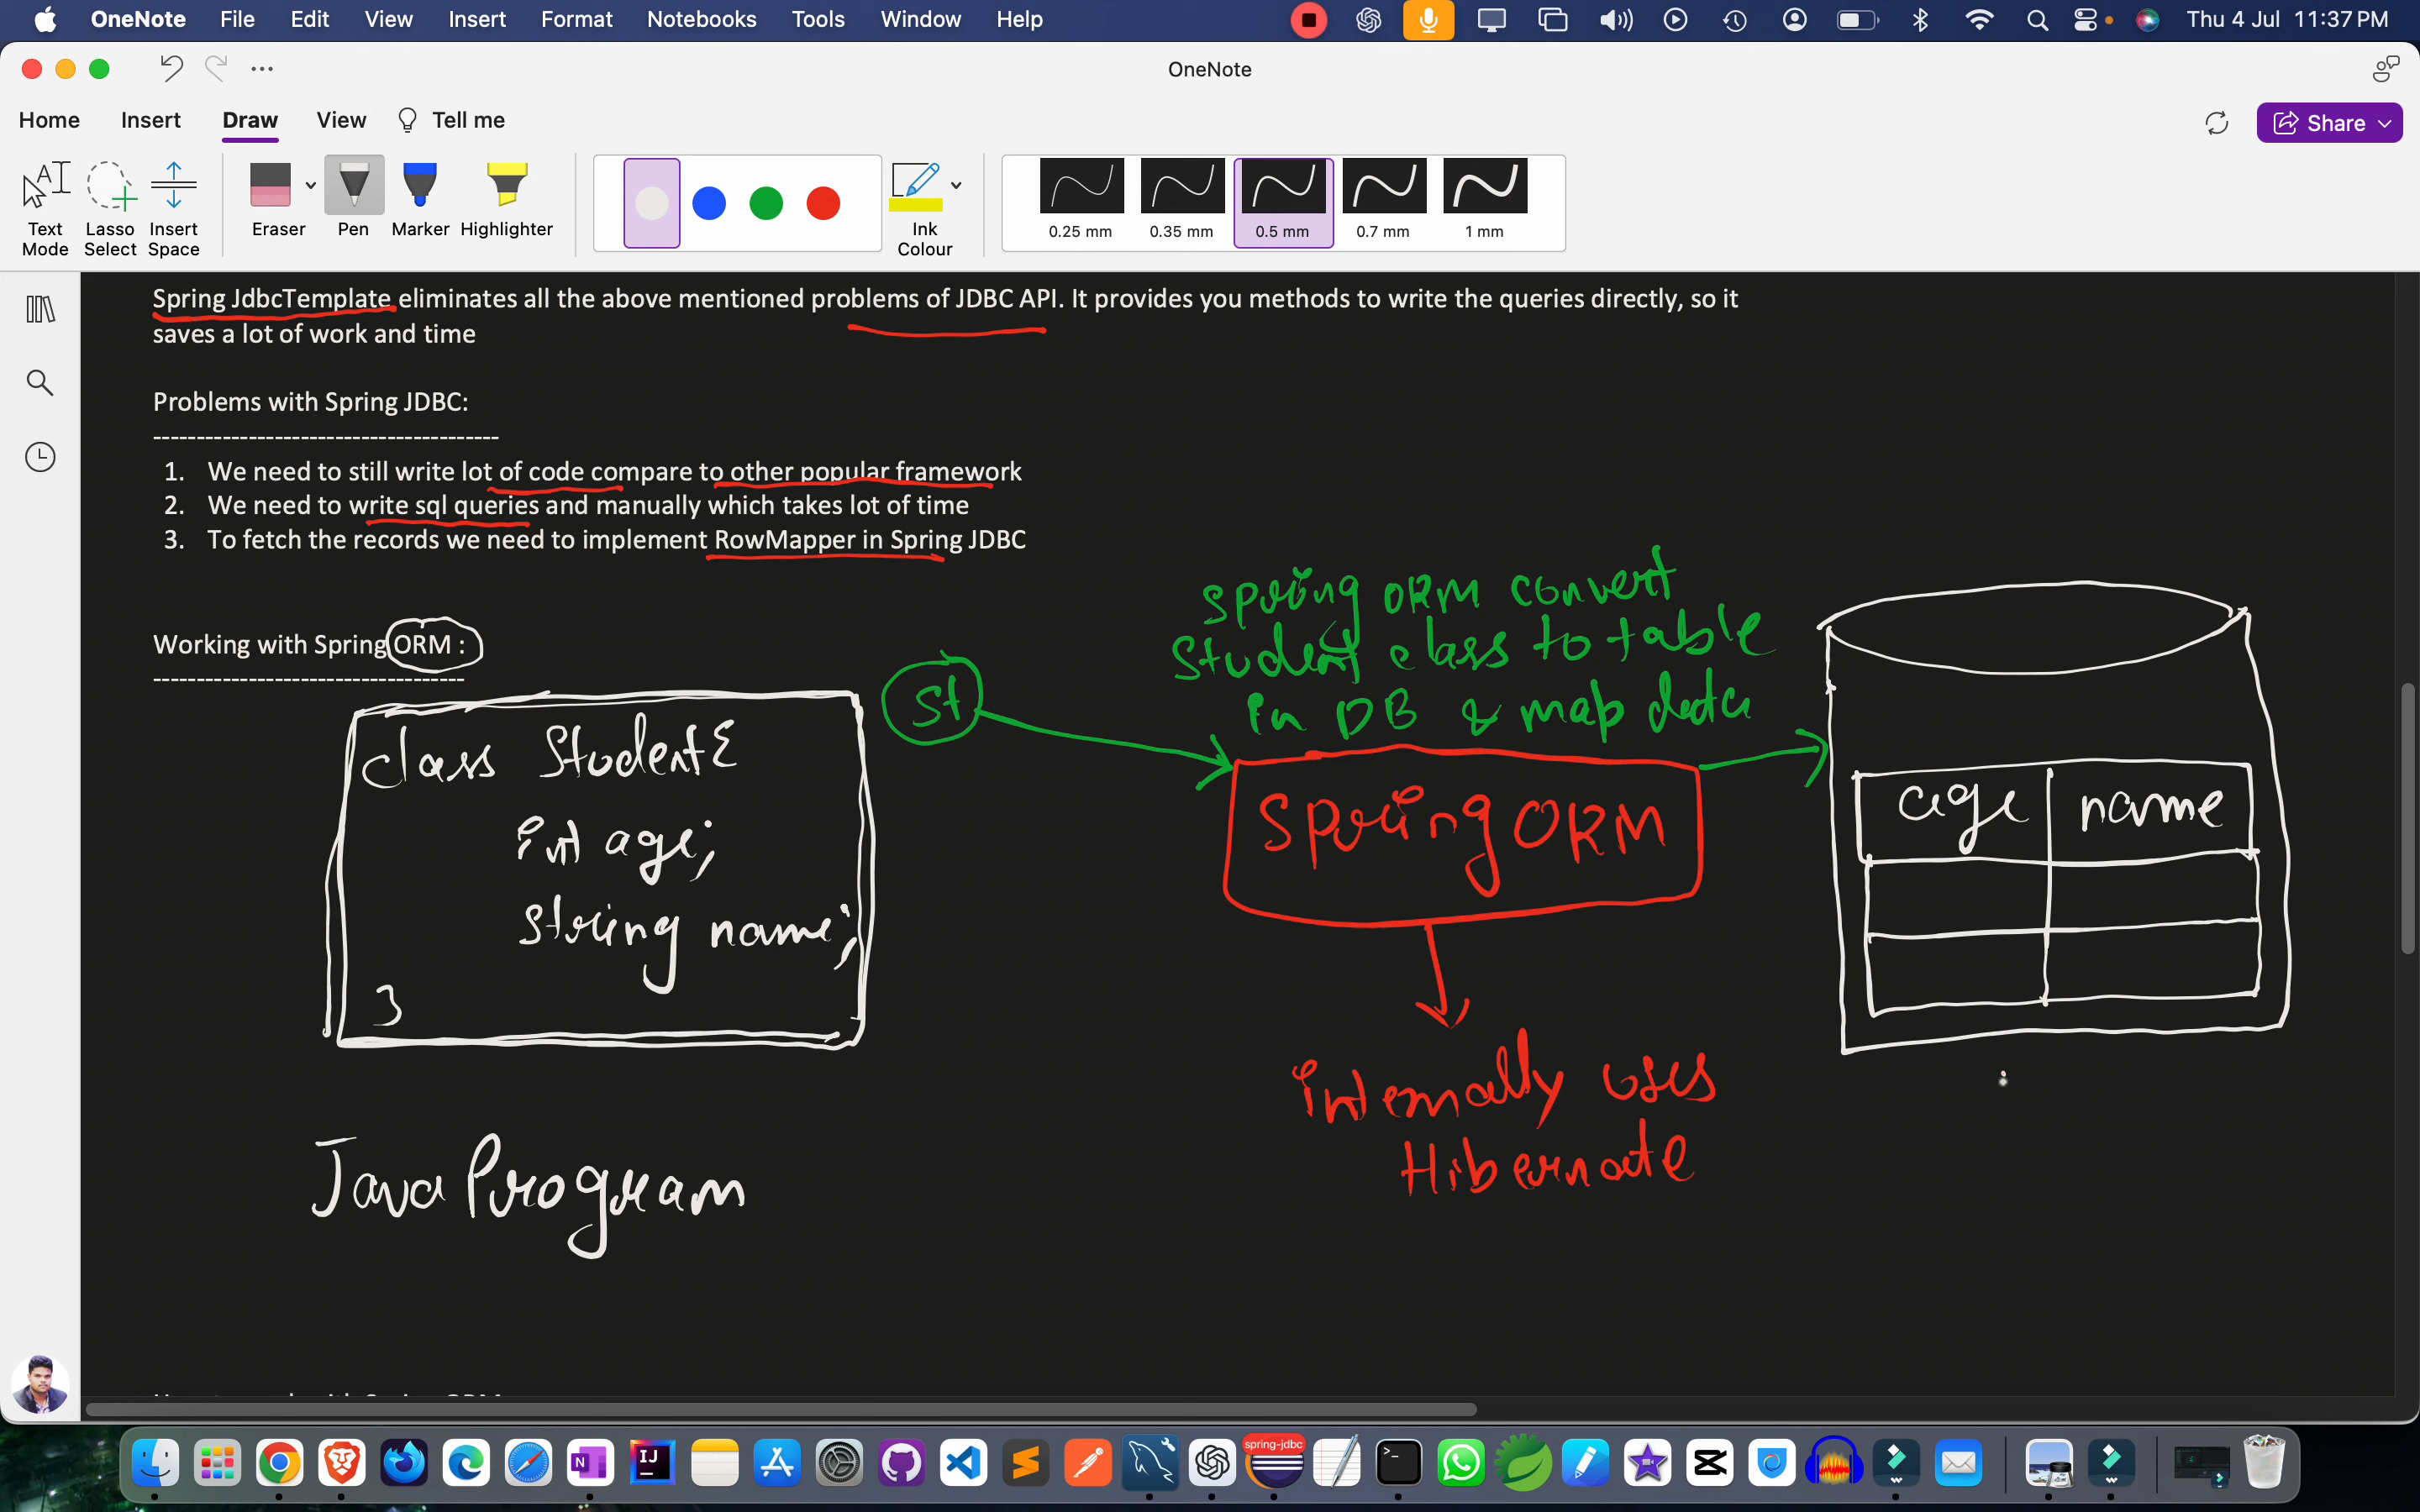 OneNote File Edit View Insert Format Notebooks Tools Window Help Thu 4 Jul 11:37 PM
OneNote
Home Insert Draw View Tell me Share
Text Mode
Lasso Select
Insert Space
Eraser
Pen
Marker
Highlighter
Ink Colour
0.25 mm 0.35 mm 0.5 mm 0.7 mm 1 mm
Spring JdbcTemplate eliminates all the above mentioned problems of JDBC API. It provides you methods to write the queries directly, so it
saves a lot of work and time
Problems with Spring JDBC:
---------------------------------------
1. We need to still write lot of code compare to other popular framework
2. We need to write sql queries and manually which takes lot of time
3. To fetch the records we need to implement RowMapper in Spring JDBC
Working with Spring ORM :
-----------------------------------
class Student{
int age;
String name;
}
Java Program
St
Spring ORM convert
Student class to table
in DB & map data
Spring ORM
internally uses
Hibernate
age name
spring-jdbc